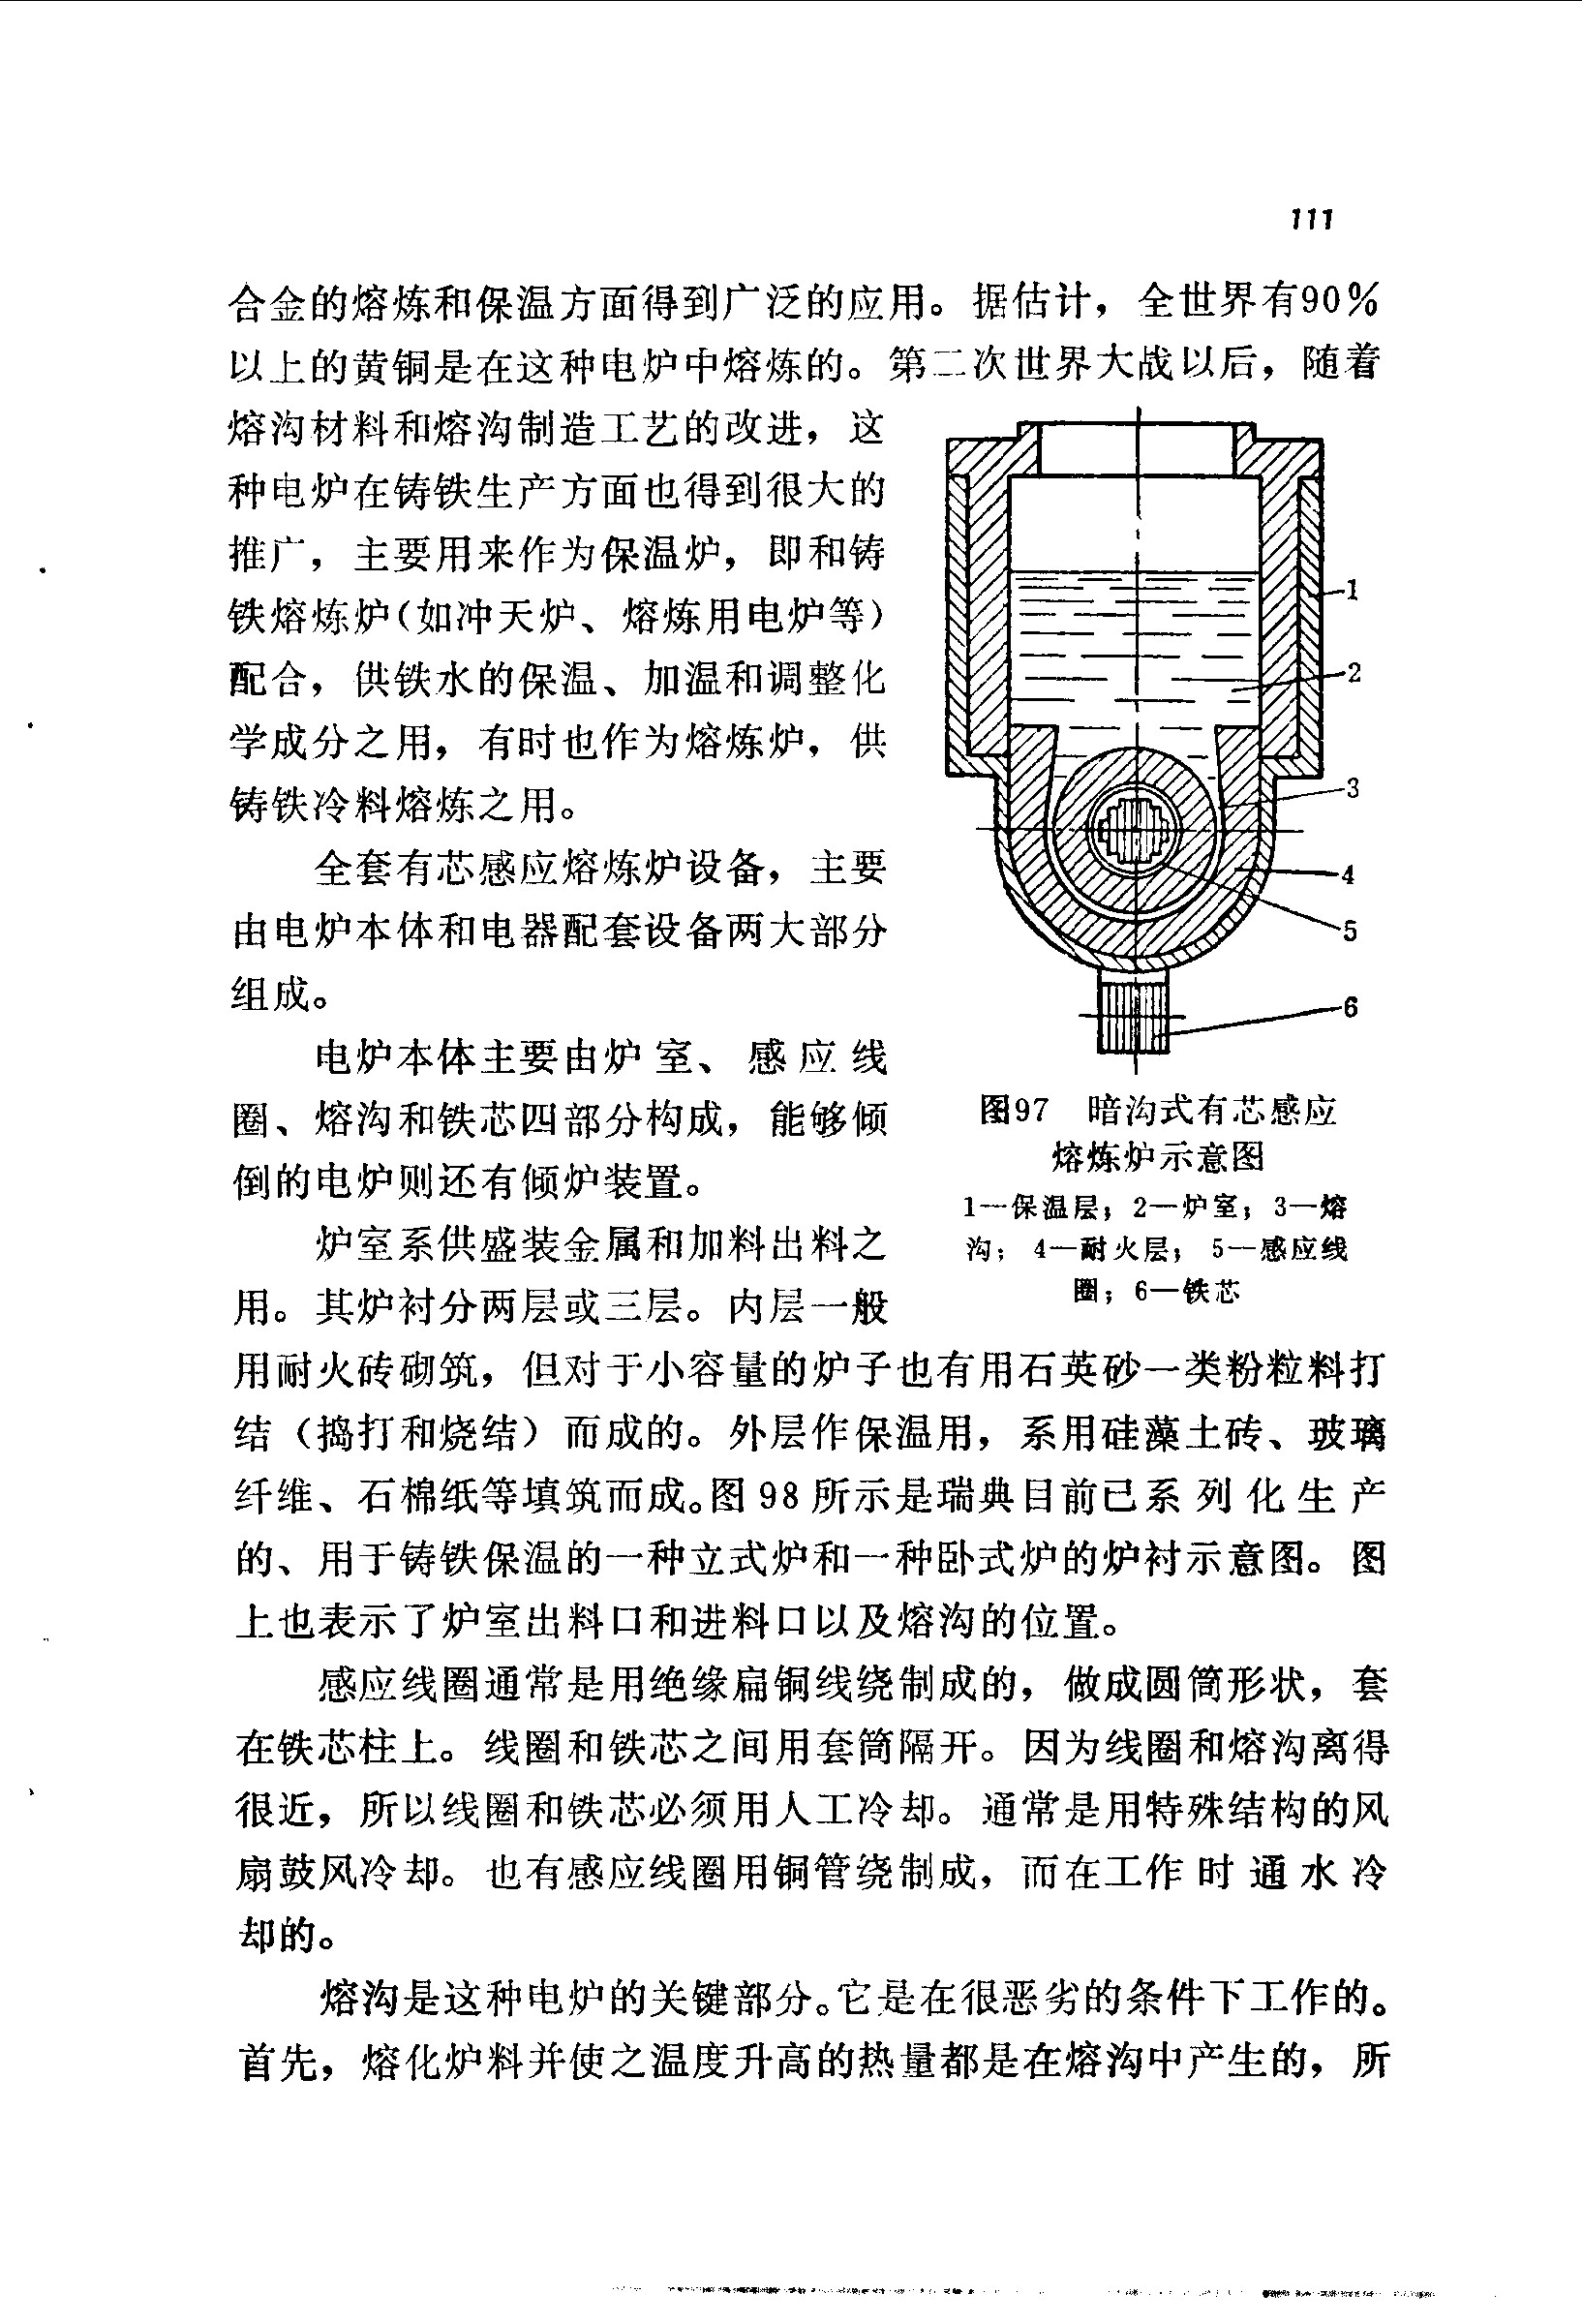 111
合金的熔炼和保温方面得到广泛的应用。据估计，全世界有90%
以上的黄铜是在这种电炉中熔炼的。第二次世界大战以后，随着
熔沟材料和熔沟制造工艺的改进，这
种电炉在铸铁生产方面也得到很大的
推广，主要用来作为保温炉，即和铸
铁熔炼炉(如冲天炉、熔炼用电炉等)
配合，供铁水的保温、加温和调整化
学成分之用，有时也作为熔炼炉，供
铸铁冷料熔炼之用。
全套有芯感应熔炼炉设备，主要
由电炉本体和电器配套设备两大部分
组成。
电炉本体主要由炉室、感应线
圈、熔沟和铁芯四部分构成，能够倾
倒的电炉则还有倾炉装置。
炉室系供盛装金属和加料出料之
用。其炉衬分两层或三层。内层一般
1
2
3
4
5
6
图97 暗沟式有芯感应
熔炼炉示意图
1—保温层；2—炉室；3—熔
沟；4—耐火层；5—感应线
圈；6—铁芯
用耐火砖砌筑，但对于小容量的炉子也有用石英砂一类粉粒料打
结（捣打和烧结）而成的。外层作保温用，系用硅藻土砖、玻璃
纤维、石棉纸等填筑而成。图98所示是瑞典目前已系列化生产
的、用于铸铁保温的一种立式炉和一种卧式炉的炉衬示意图。图
上也表示了炉室出料口和进料口以及熔沟的位置。
感应线圈通常是用绝缘扁铜线绕制成的，做成圆筒形状，套
在铁芯柱上。线圈和铁芯之间用套筒隔开。因为线圈和熔沟离得
很近，所以线圈和铁芯必须用人工冷却。通常是用特殊结构的风
扇鼓风冷却。也有感应线圈用铜管绕制成，而在工作时通水冷
却的。
熔沟是这种电炉的关键部分。它是在很恶劣的条件下工作的。
首先，熔化炉料并使之温度升高的热量都是在熔沟中产生的，所